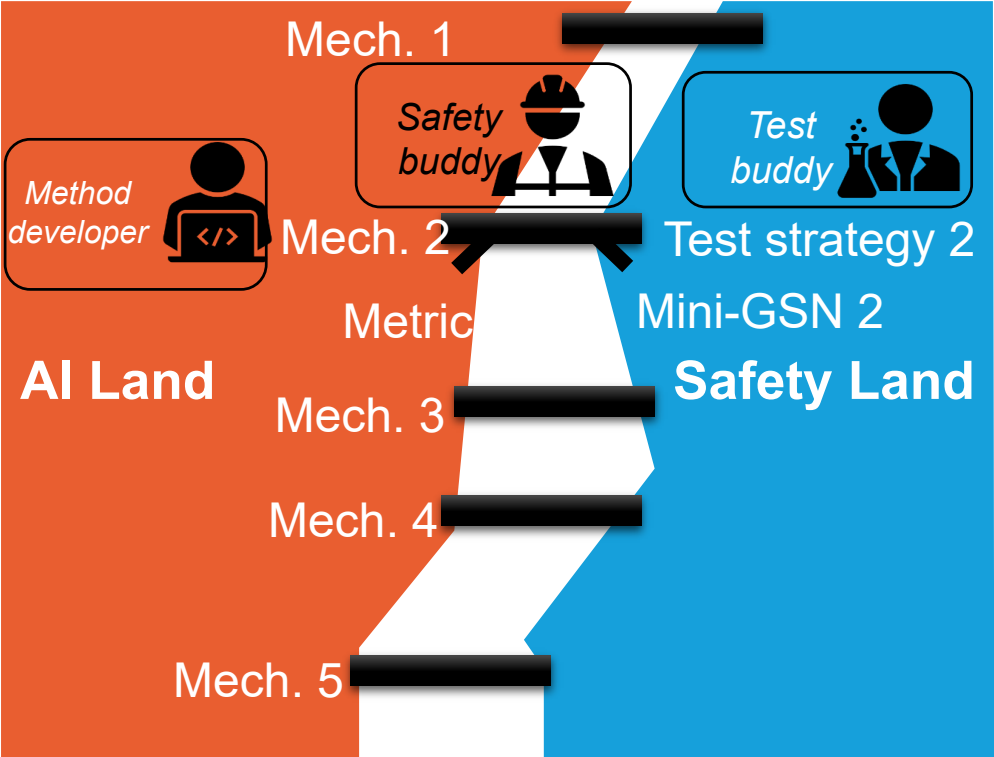 Mech. 1
Safety
buddy
Test
buddy
Method
developer
</>
Mech. 2
Test strategy 2
Metric
Mini-GSN 2
AI Land
Safety Land
Mech. 3
Mech. 4
Mech. 5